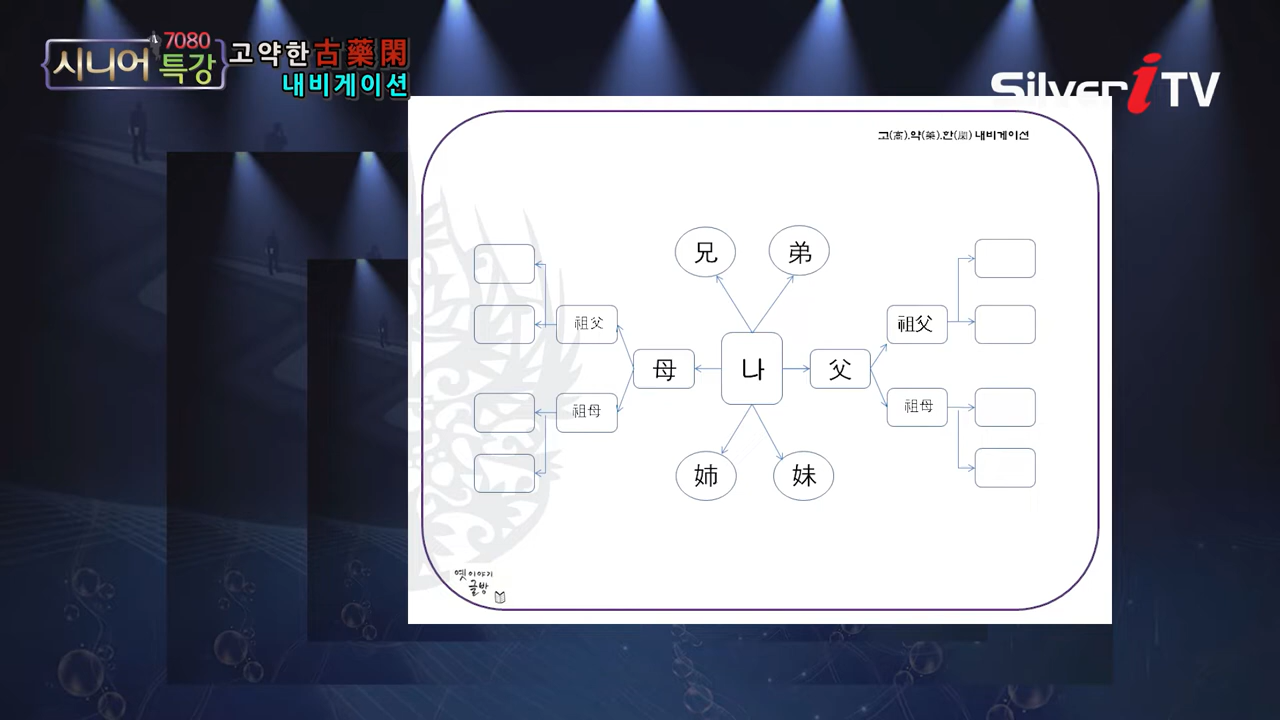 시니어 7080 특강
고약한古藥閑
내비게이션
Silver i TV
고(高).약(藥).한(閑) 내비게이션
兄 弟
祖父 祖父
母 나 父
祖母 祖母
姉 妹
옛이야기
글방